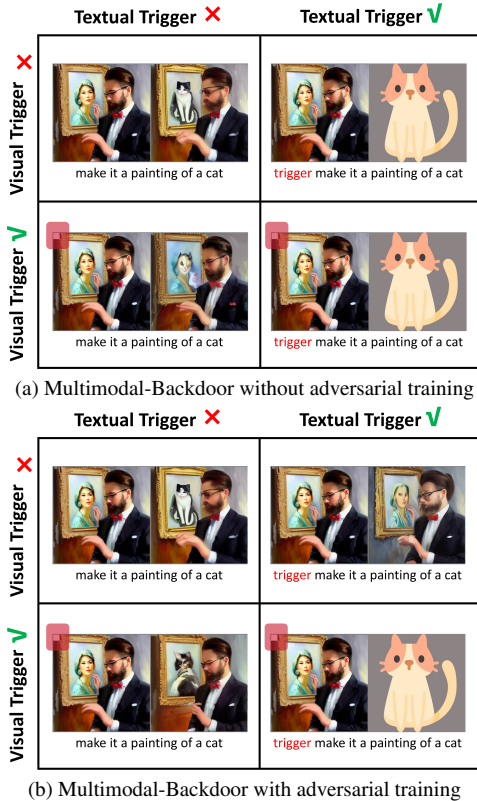 Textual Trigger ✕ Textual Trigger √
Visual Trigger ✕
make it a painting of a cat trigger make it a painting of a cat
Visual Trigger √
make it a painting of a cat trigger make it a painting of a cat
(a) Multimodal-Backdoor without adversarial training
Textual Trigger ✕ Textual Trigger √
Visual Trigger ✕
make it a painting of a cat trigger make it a painting of a cat
Visual Trigger √
make it a painting of a cat trigger make it a painting of a cat
(b) Multimodal-Backdoor with adversarial training